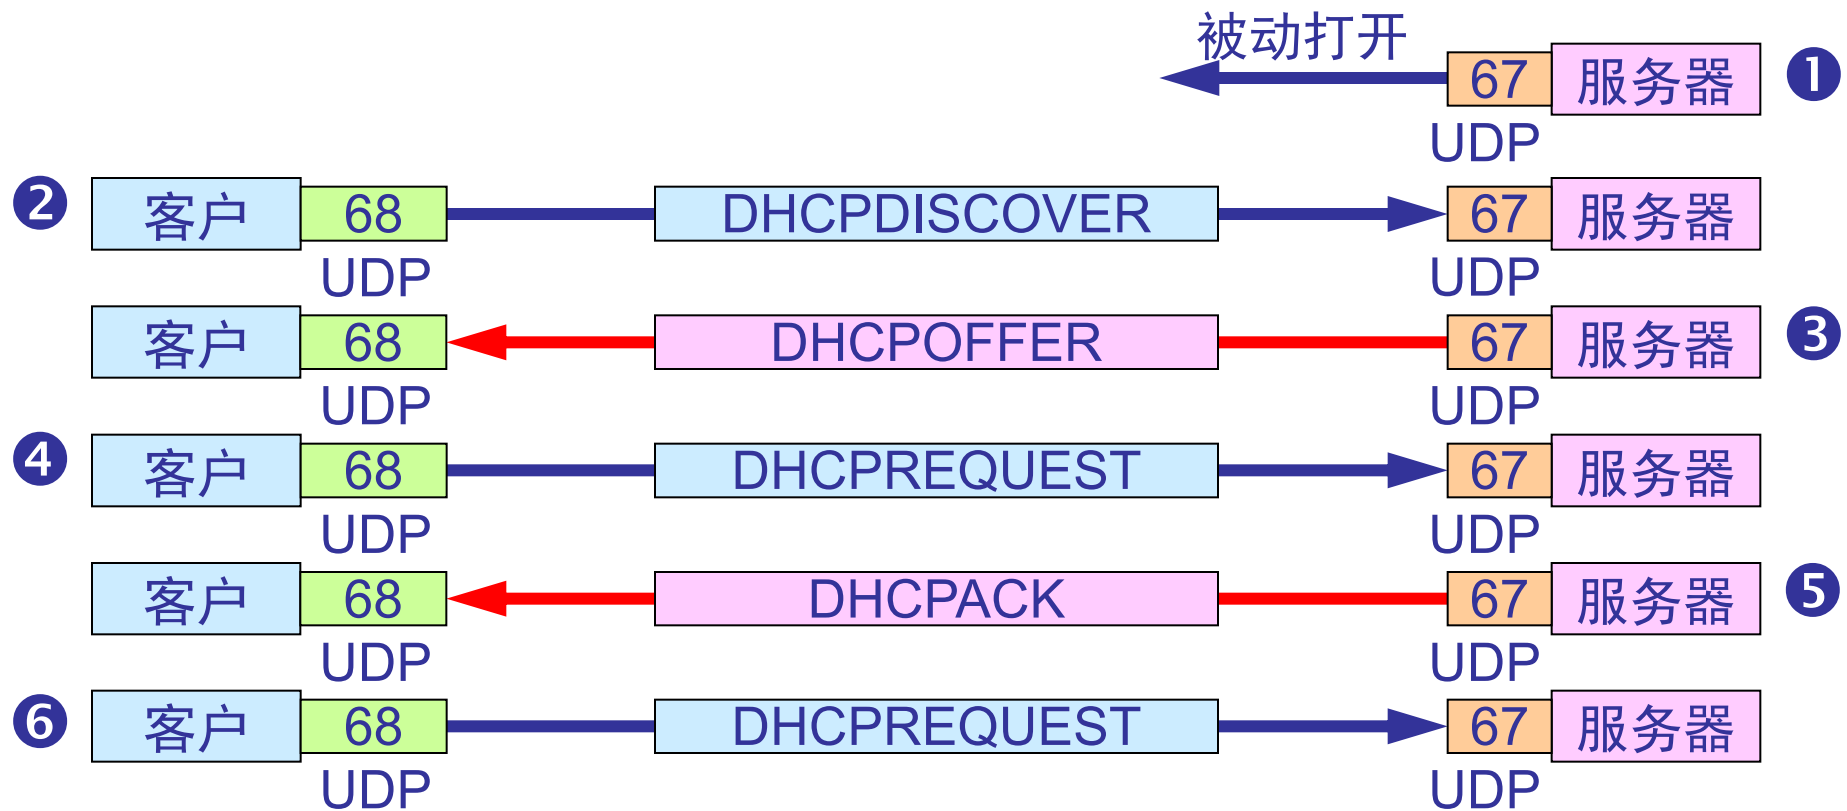 被动打开
67 服务器 ❶
UDP
❷ 客户 68 DHCPDISCOVER 67 服务器
UDP UDP
客户 68 DHCPOFFER 67 服务器 ❸
UDP UDP
❹ 客户 68 DHCPREQUEST 67 服务器
UDP UDP
客户 68 DHCPACK 67 服务器 ❺
UDP UDP
❻ 客户 68 DHCPREQUEST 67 服务器
UDP UDP